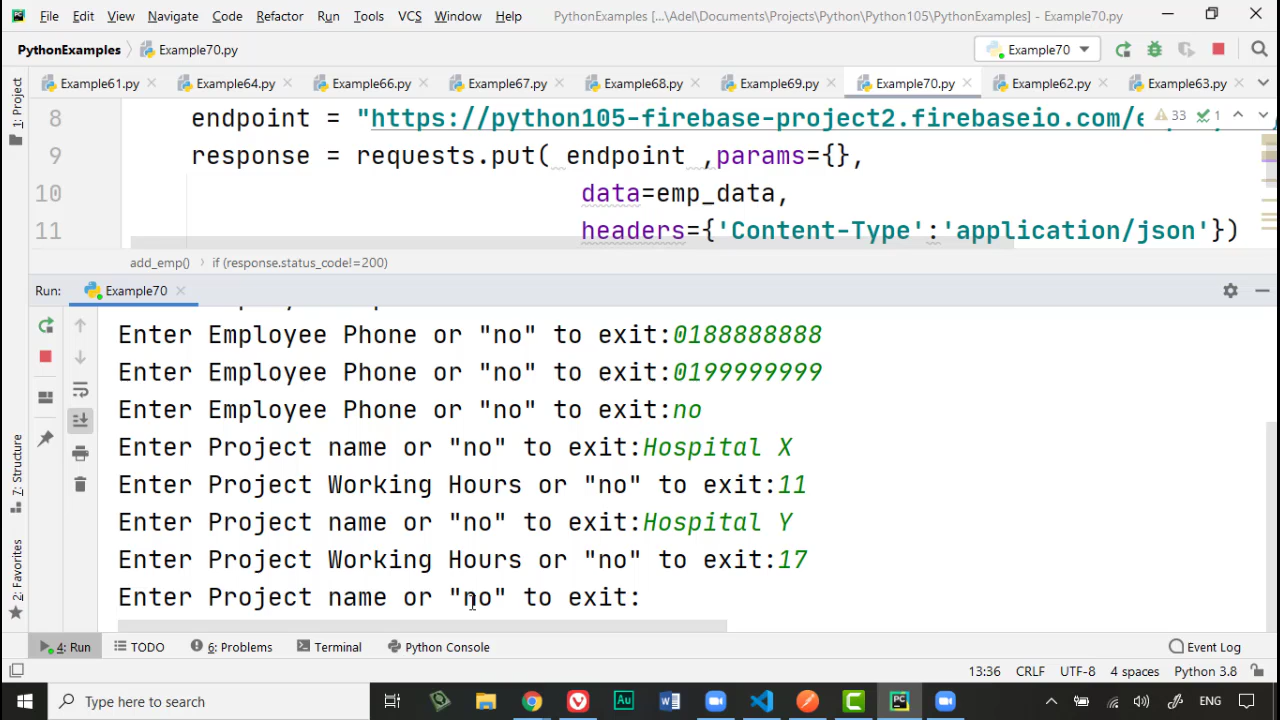 File Edit View Navigate Code Refactor Run Tools VCS Window Help PythonExamples [...\Adel\Documents\Projects\Python\Python105\PythonExamples] - Example70.py
PythonExamples Example70.py Example70
1: Project
Example61.py Example64.py Example66.py Example67.py Example68.py Example69.py Example70.py Example62.py Example63.py
8 endpoint = "https://python105-firebase-project2.firebaseio.com/ 33 1
9 response = requests.put( endpoint ,params={},
10 data=emp_data,
11 headers={'Content-Type':'application/json'})
add_emp() if (response.status_code!=200)
Run: Example70
Enter Employee Phone or "no" to exit:0188888888
Enter Employee Phone or "no" to exit:0199999999
Enter Employee Phone or "no" to exit:no
Enter Project name or "no" to exit:Hospital X
Enter Project Working Hours or "no" to exit:11
Enter Project name or "no" to exit:Hospital Y
Enter Project Working Hours or "no" to exit:17
Enter Project name or "no" to exit:
7: Structure
2: Favorites
4: Run TODO 6: Problems Terminal Python Console Event Log
13:36 CRLF UTF-8 4 spaces Python 3.8
Type here to search ENG